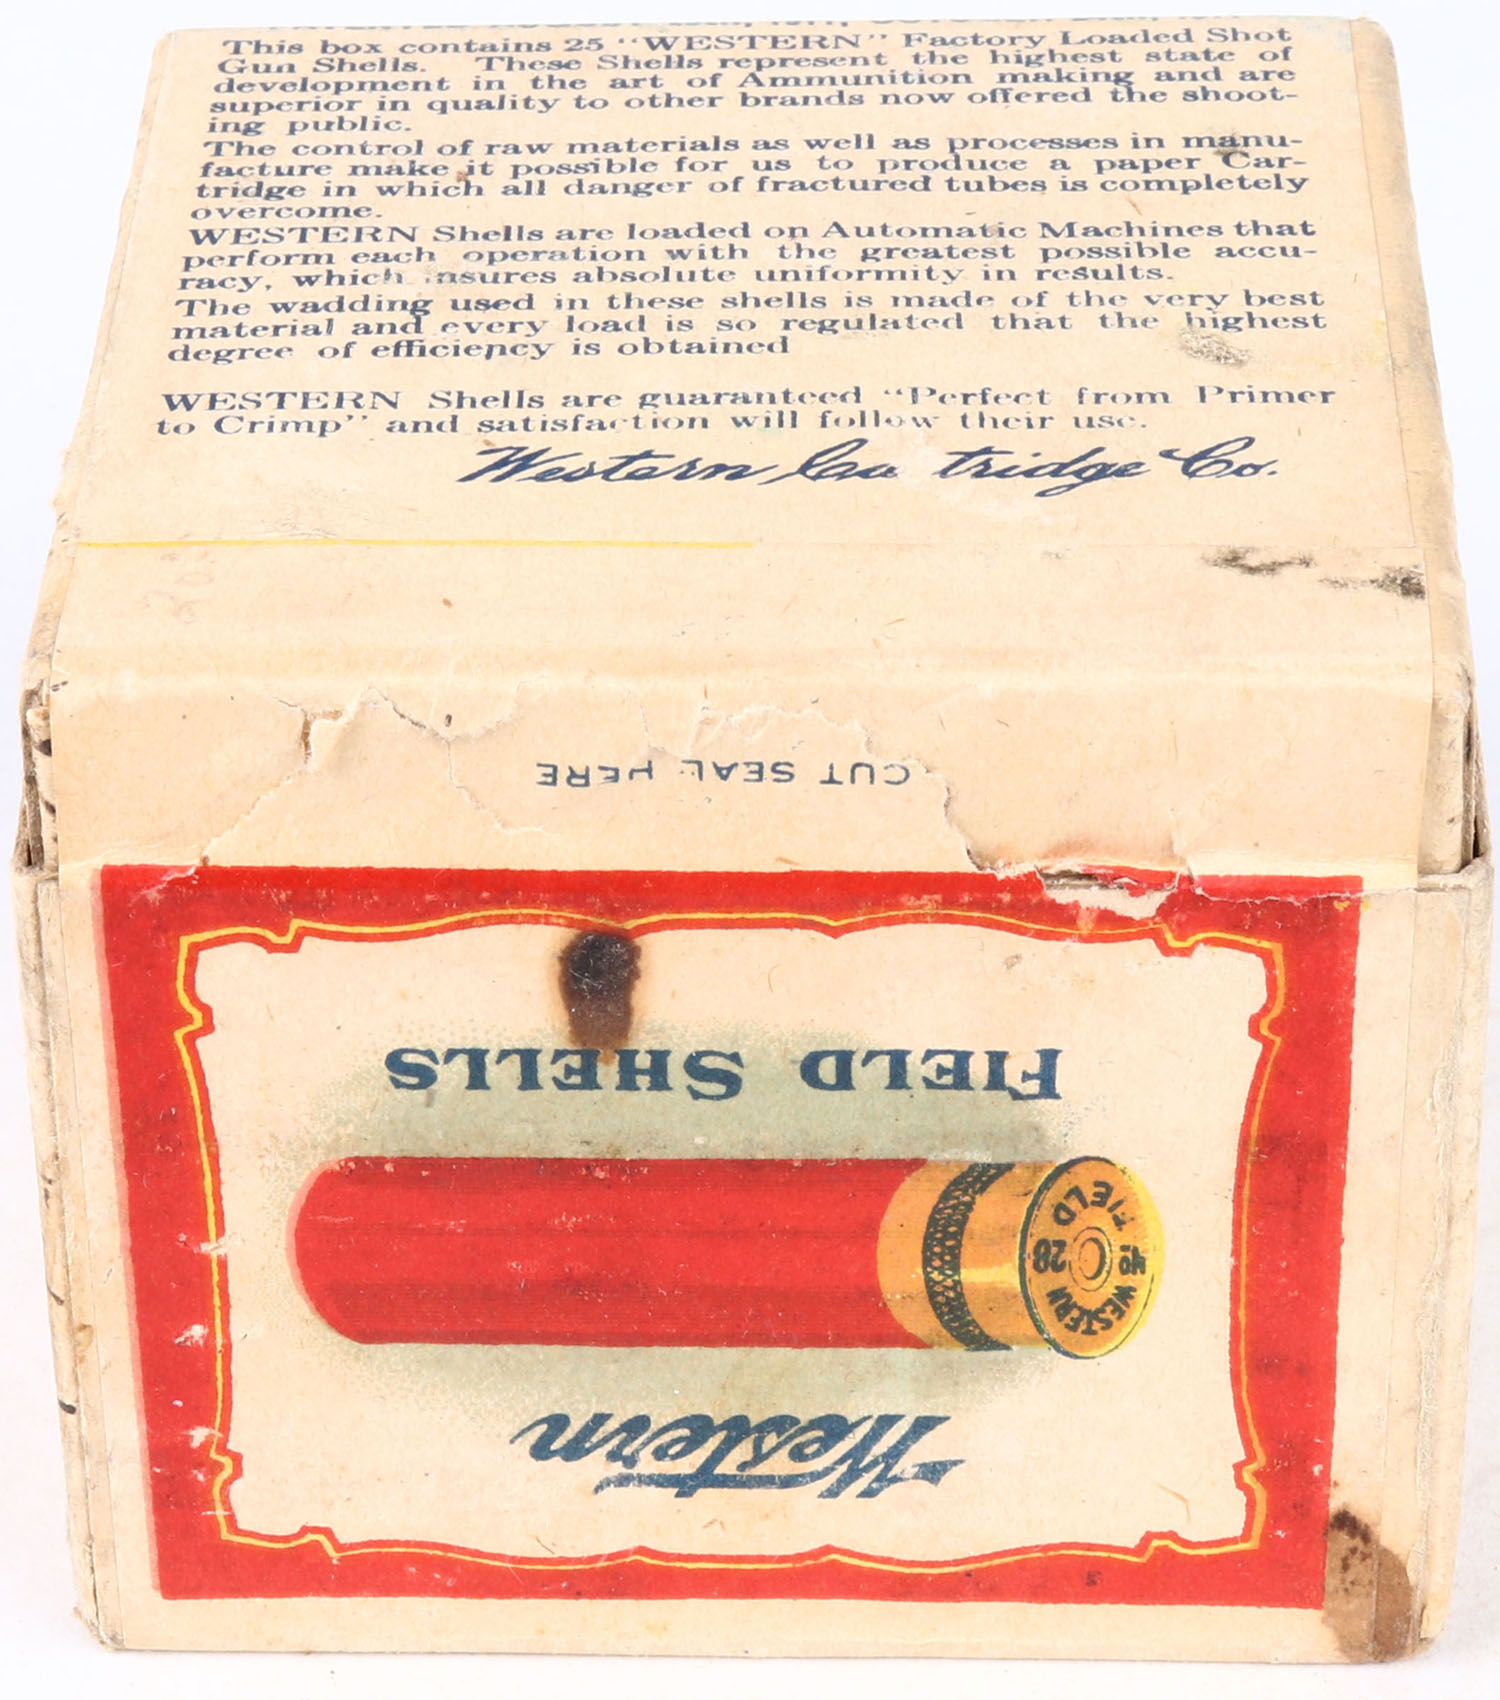 This box contains 25 "WESTERN" Factory Loaded Shot
Gun Shells. These Shells represent the highest state of
development in the art of Ammunition making and are
superior in quality to other brands now offered the shoot-
ing public.
The control of raw materials as well as processes in manu-
facture make it possible for us to produce a paper Car-
tridge in which all danger of fractured tubes is completely
overcome.
WESTERN Shells are loaded on Automatic Machines that
perform each operation with the greatest possible accu-
racy, which insures absolute uniformity in results.
The wadding used in these shells is made of the very best
material and every load is so regulated that the highest
degree of efficiency is obtained
WESTERN Shells are guaranteed "Perfect from Primer
to Crimp" and satisfaction will follow their use.
Western Ca tridge Co.
CUT SEAL HERE
Western
WESTERN
No. 28
FIELD
FIELD SHELLS